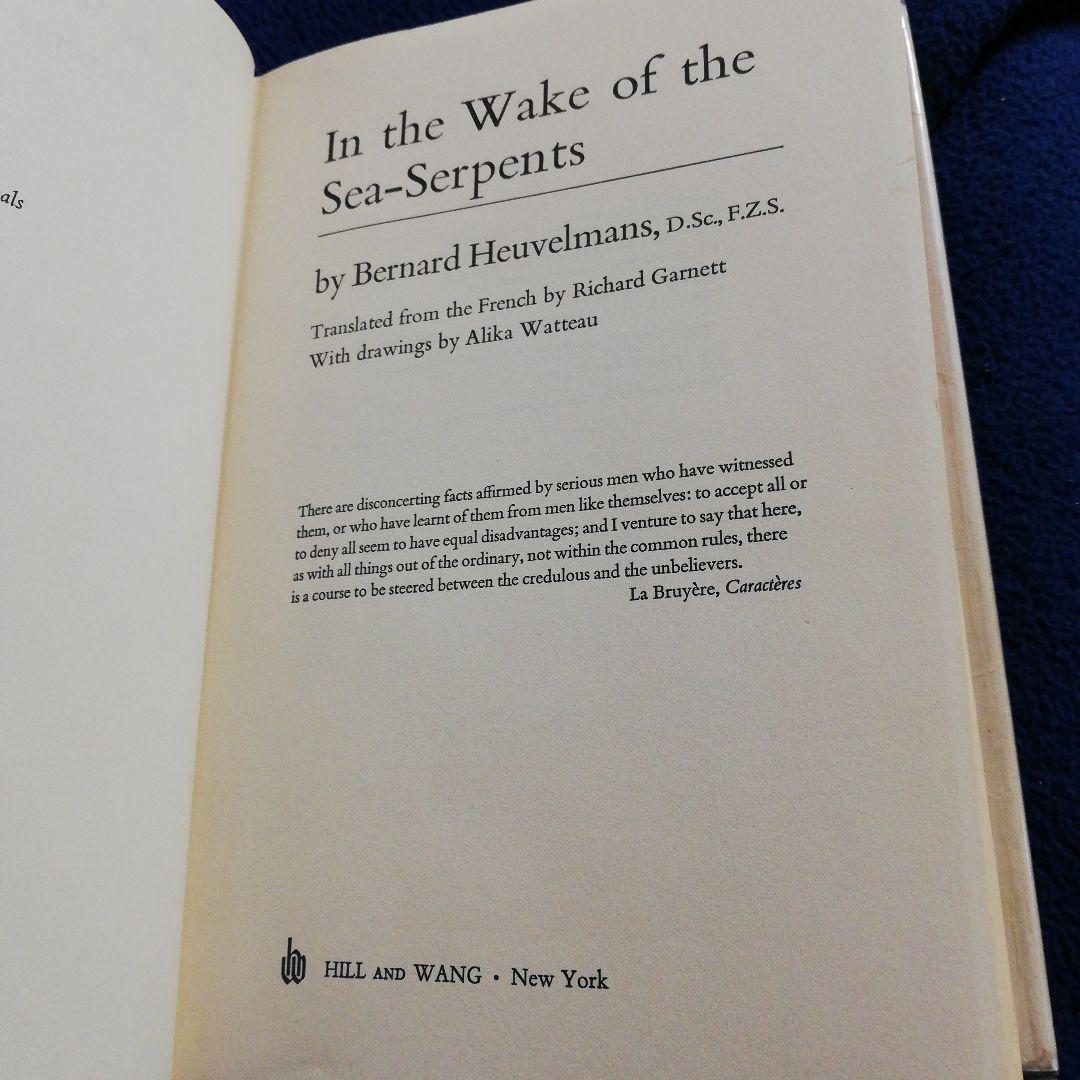 als
In the Wake of the
Sea-Serpents
by Bernard Heuvelmans, D.Sc., F.Z.S.
Translated from the French by Richard Garnett
With drawings by Alika Watteau
There are disconcerting facts affirmed by serious men who have witnessed
them, or who have learnt of them from men like themselves: to accept all or
to deny all seem to have equal disadvantages; and I venture to say that here,
as with all things out of the ordinary, not within the common rules, there
is a course to be steered between the credulous and the unbelievers.
La Bruyère, Caractères
HILL AND WANG • New York